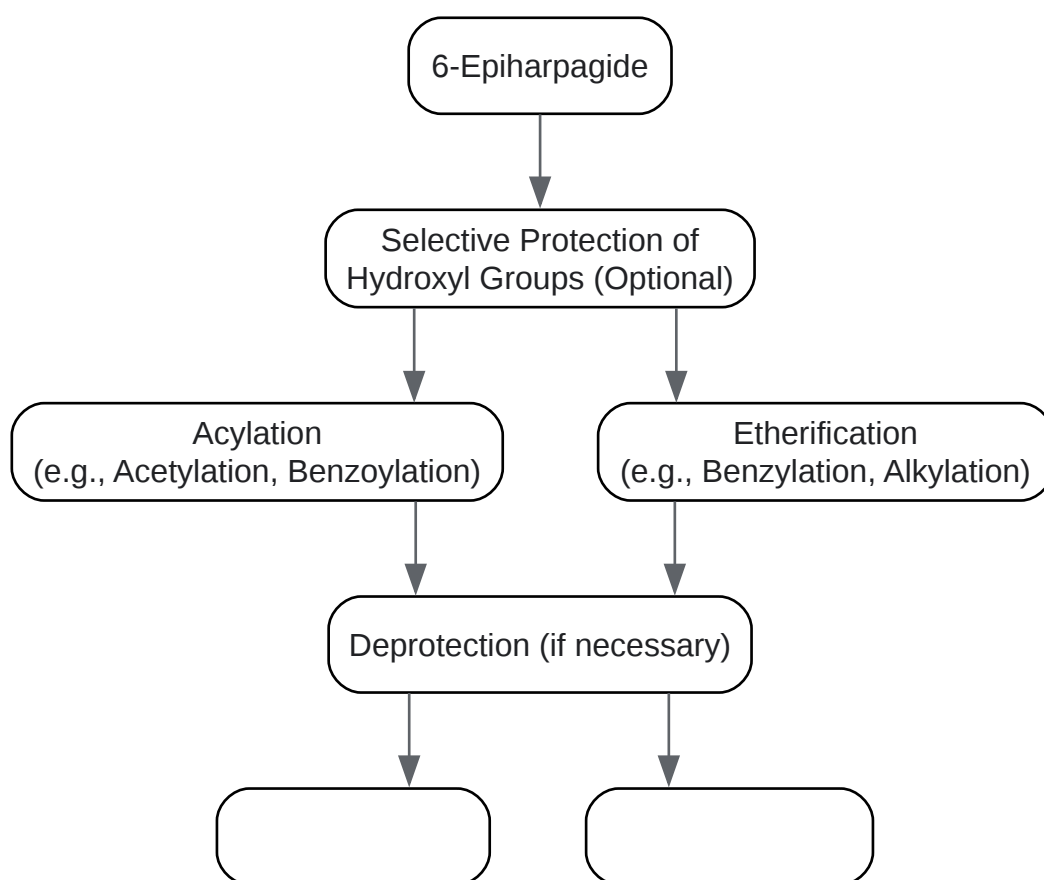 6-Epiharpagide
Selective Protection of
Hydroxyl Groups (Optional)
Acylation
(e.g., Acetylation, Benzoylation)
Etherification
(e.g., Benzylation, Alkylation)
Deprotection (if necessary)